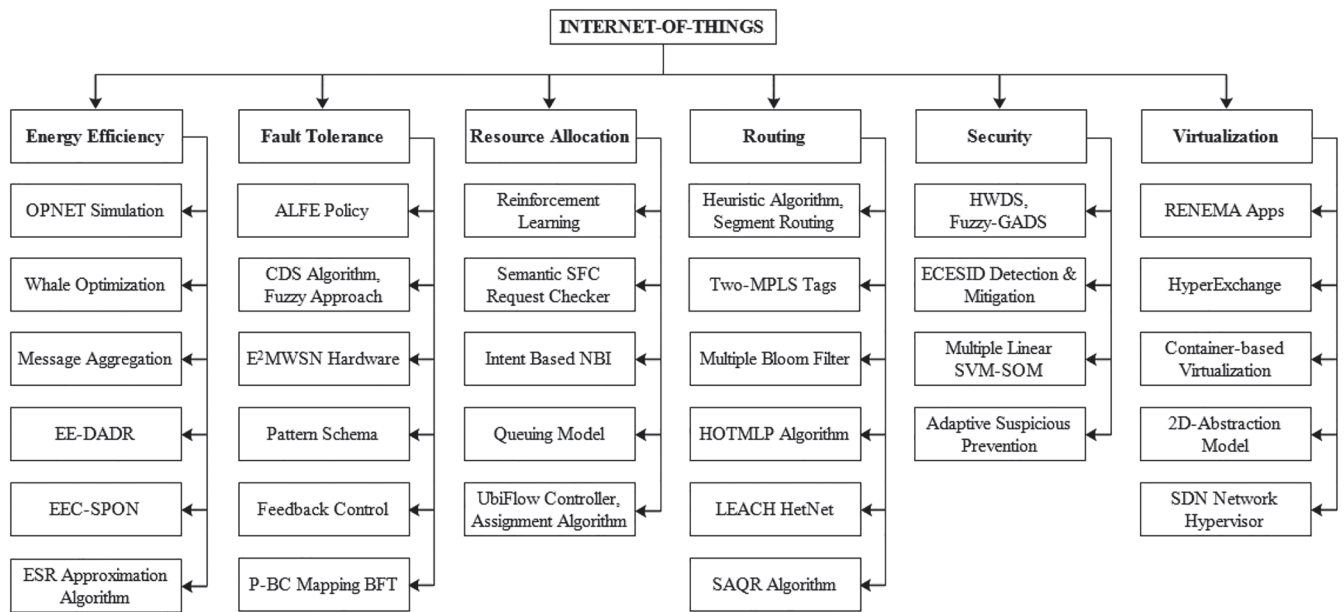 INTERNET-OF-THINGS
Energy Efficiency
OPNET Simulation
Whale Optimization
Message Aggregation
EE-DADR
EEC-SPON
ESR Approximation
Algorithm
Fault Tolerance
ALFE Policy
CDS Algorithm,
Fuzzy Approach
E²MWSN Hardware
Pattern Schema
Feedback Control
P-BC Mapping BFT
Resource Allocation
Reinforcement
Learning
Semantic SFC
Request Checker
Intent Based NBI
Queuing Model
UbiFlow Controller,
Assignment Algorithm
Routing
Heuristic Algorithm,
Segment Routing
Two-MPLS Tags
Multiple Bloom Filter
HOTMLP Algorithm
LEACH HetNet
SAQR Algorithm
Security
HWDS,
Fuzzy-GADS
ECESID Detection &
Mitigation
Multiple Linear
SVM-SOM
Adaptive Suspicious
Prevention
Virtualization
RENEMA Apps
HyperExchange
Container-based
Virtualization
2D-Abstraction
Model
SDN Network
Hypervisor